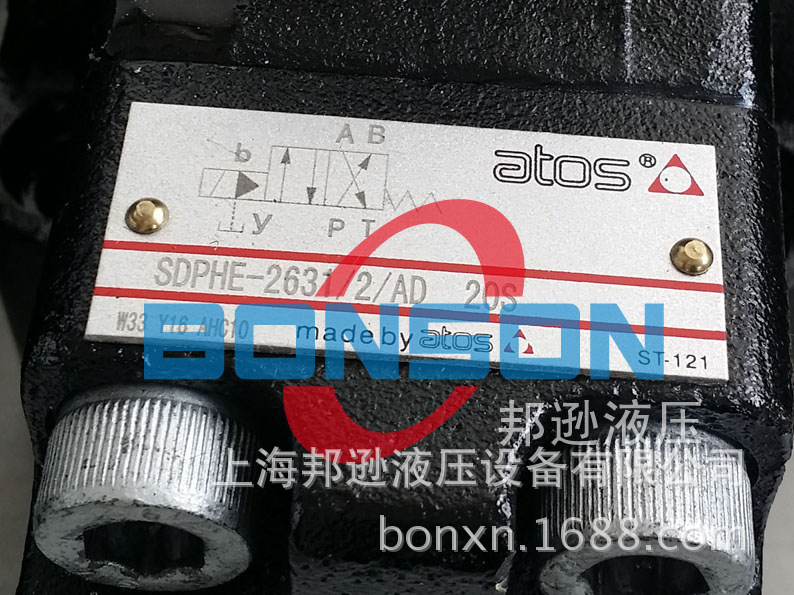 A B
b
atos®
y
P T
SDPHE-2631/2/AD 20S
W33 Y16 AHC10
made by atos
ST-121
BONSON
邦逊液压
上海邦逊液压设备有限公司
bonxn.1688.com